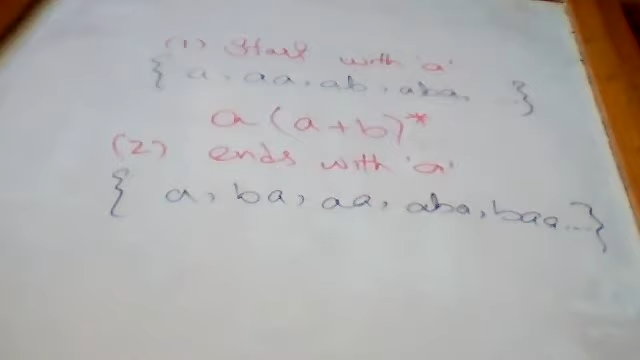 (1) Start with 'a'
{ a, aa, ab, aba, ... }
a(a+b)*
(2) ends with 'a'
{ a, ba, aa, aba, baa...}